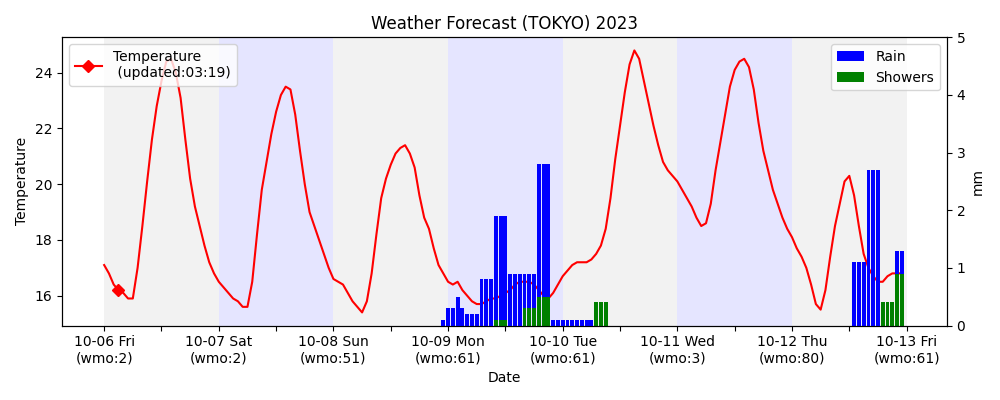 Weather Forecast (TOKYO) 2023
Temperature
(updated:03:19)
Rain
Showers
Temperature
24
22
20
18
16
5
4
3
2
1
0
mm
10-06 Fri
(wmo:2)
10-07 Sat
(wmo:2)
10-08 Sun
(wmo:51)
10-09 Mon
(wmo:61)
10-10 Tue
(wmo:61)
10-11 Wed
(wmo:3)
10-12 Thu
(wmo:80)
10-13 Fri
(wmo:61)
Date